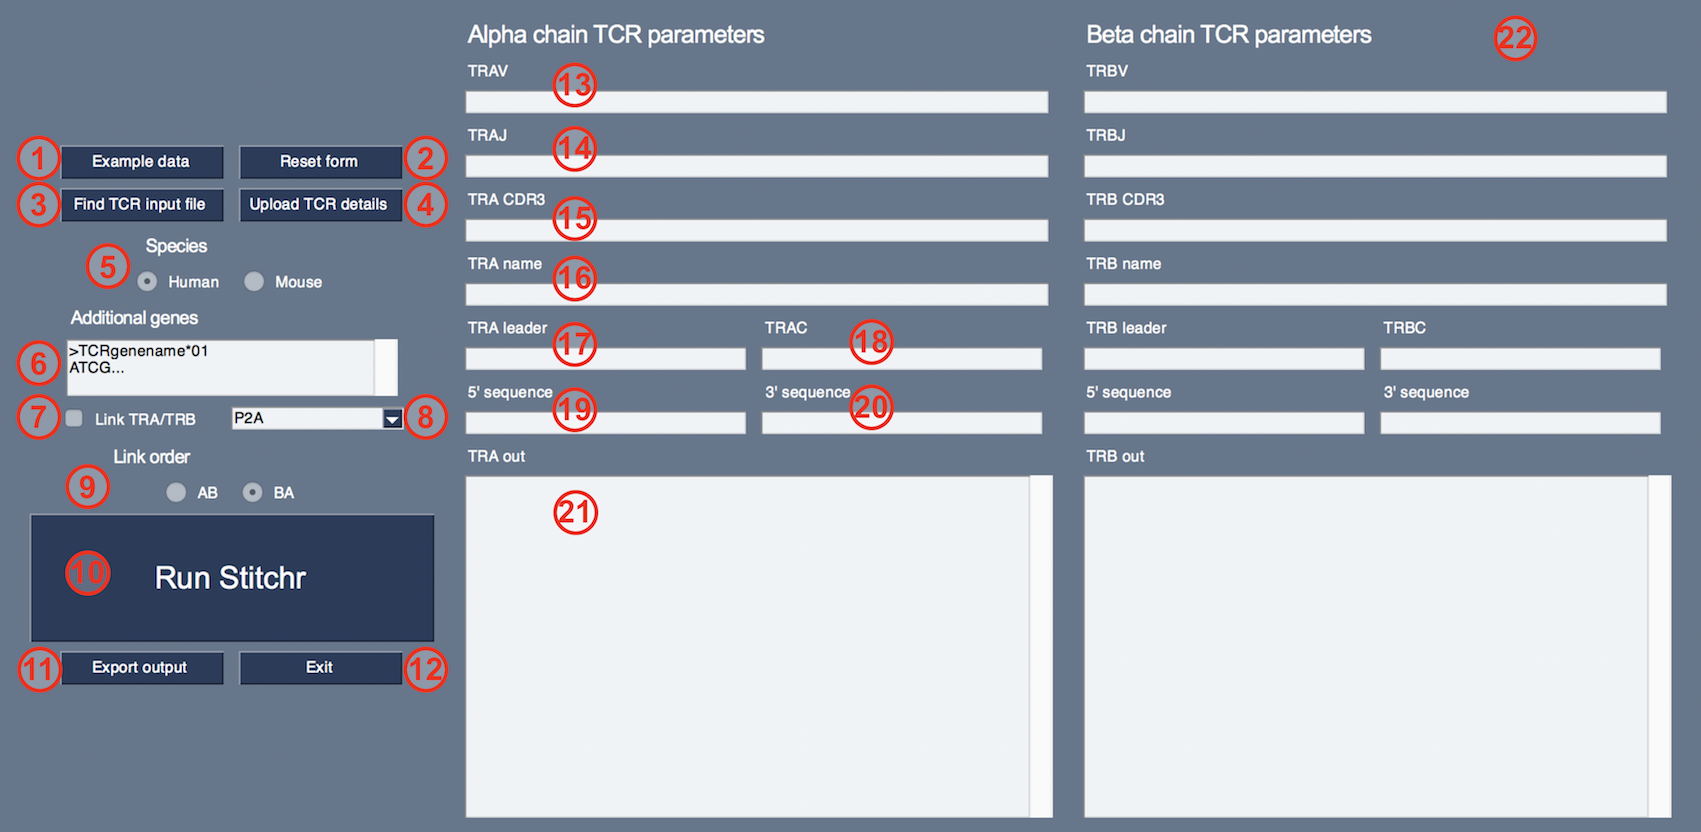 1 Example data Reset form 2
3 Find TCR input file Upload TCR details 4
Species
5 Human Mouse
Additional genes
6 >TCRgenename*01
ATCG...
7 Link TRA/TRB P2A 8
Link order
9 AB BA
10 Run Stitchr
11 Export output Exit 12
Alpha chain TCR parameters
TRAV 13
TRAJ 14
TRA CDR3 15
TRA name 16
TRA leader 17 TRAC 18
5' sequence 19 3' sequence 20
TRA out
21
Beta chain TCR parameters 22
TRBV
TRBJ
TRB CDR3
TRB name
TRB leader TRBC
5' sequence 3' sequence
TRB out